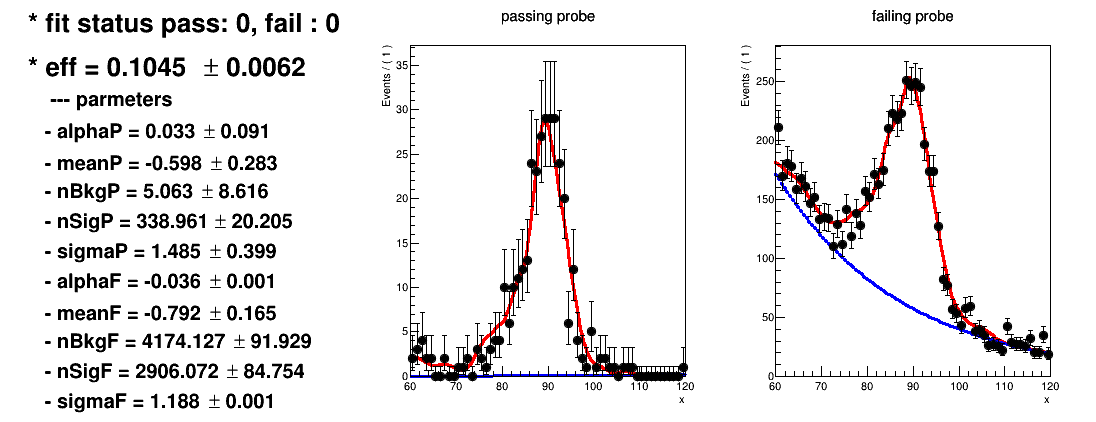 * fit status pass: 0, fail : 0
* eff = 0.1045 ± 0.0062
--- parmeters
- alphaP = 0.033 ± 0.091
- meanP = -0.598 ± 0.283
- nBkgP = 5.063 ± 8.616
- nSigP = 338.961 ± 20.205
- sigmaP = 1.485 ± 0.399
- alphaF = -0.036 ± 0.001
- meanF = -0.792 ± 0.165
- nBkgF = 4174.127 ± 91.929
- nSigF = 2906.072 ± 84.754
- sigmaF = 1.188 ± 0.001
passing probe
Events / ( 1 )
35
30
25
20
15
10
5
0
60 70 80 90 100 110 120
x
failing probe
Events / ( 1 )
250
200
150
100
50
0
60 70 80 90 100 110 120
x